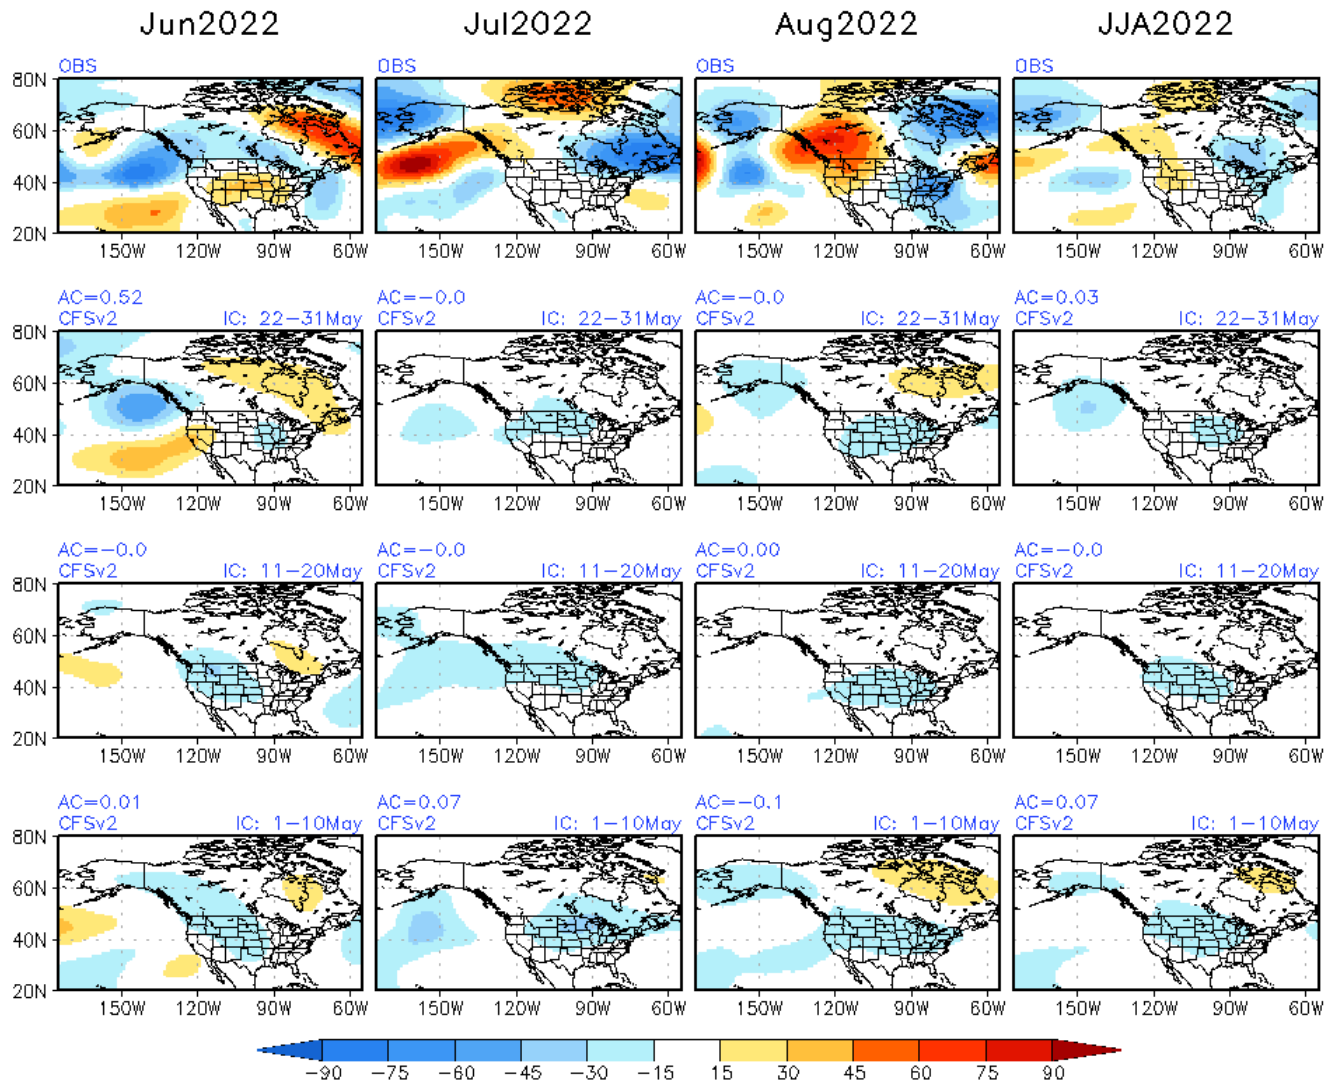 Jun2022 Jul2022 Aug2022 JJA2022
OBS OBS OBS OBS
80N
60N
40N
20N
150W 120W 90W 60W 150W 120W 90W 60W 150W 120W 90W 60W 150W 120W 90W 60W
AC=0.52 AC=-0.0 AC=-0.0 AC=0.03
CFSv2 IC: 22-31May CFSv2 IC: 22-31May CFSv2 IC: 22-31May CFSv2 IC: 22-31May
80N
60N
40N
20N
150W 120W 90W 60W 150W 120W 90W 60W 150W 120W 90W 60W 150W 120W 90W 60W
AC=-0.0 AC=-0.0 AC=0.00 AC=-0.0
CFSv2 IC: 11-20May CFSv2 IC: 11-20May CFSv2 IC: 11-20May CFSv2 IC: 11-20May
80N
60N
40N
20N
150W 120W 90W 60W 150W 120W 90W 60W 150W 120W 90W 60W 150W 120W 90W 60W
AC=0.01 AC=0.07 AC=-0.1 AC=0.07
CFSv2 IC: 1-10May CFSv2 IC: 1-10May CFSv2 IC: 1-10May CFSv2 IC: 1-10May
80N
60N
40N
20N
150W 120W 90W 60W 150W 120W 90W 60W 150W 120W 90W 60W 150W 120W 90W 60W
-90 -75 -60 -45 -30 -15 15 30 45 60 75 90